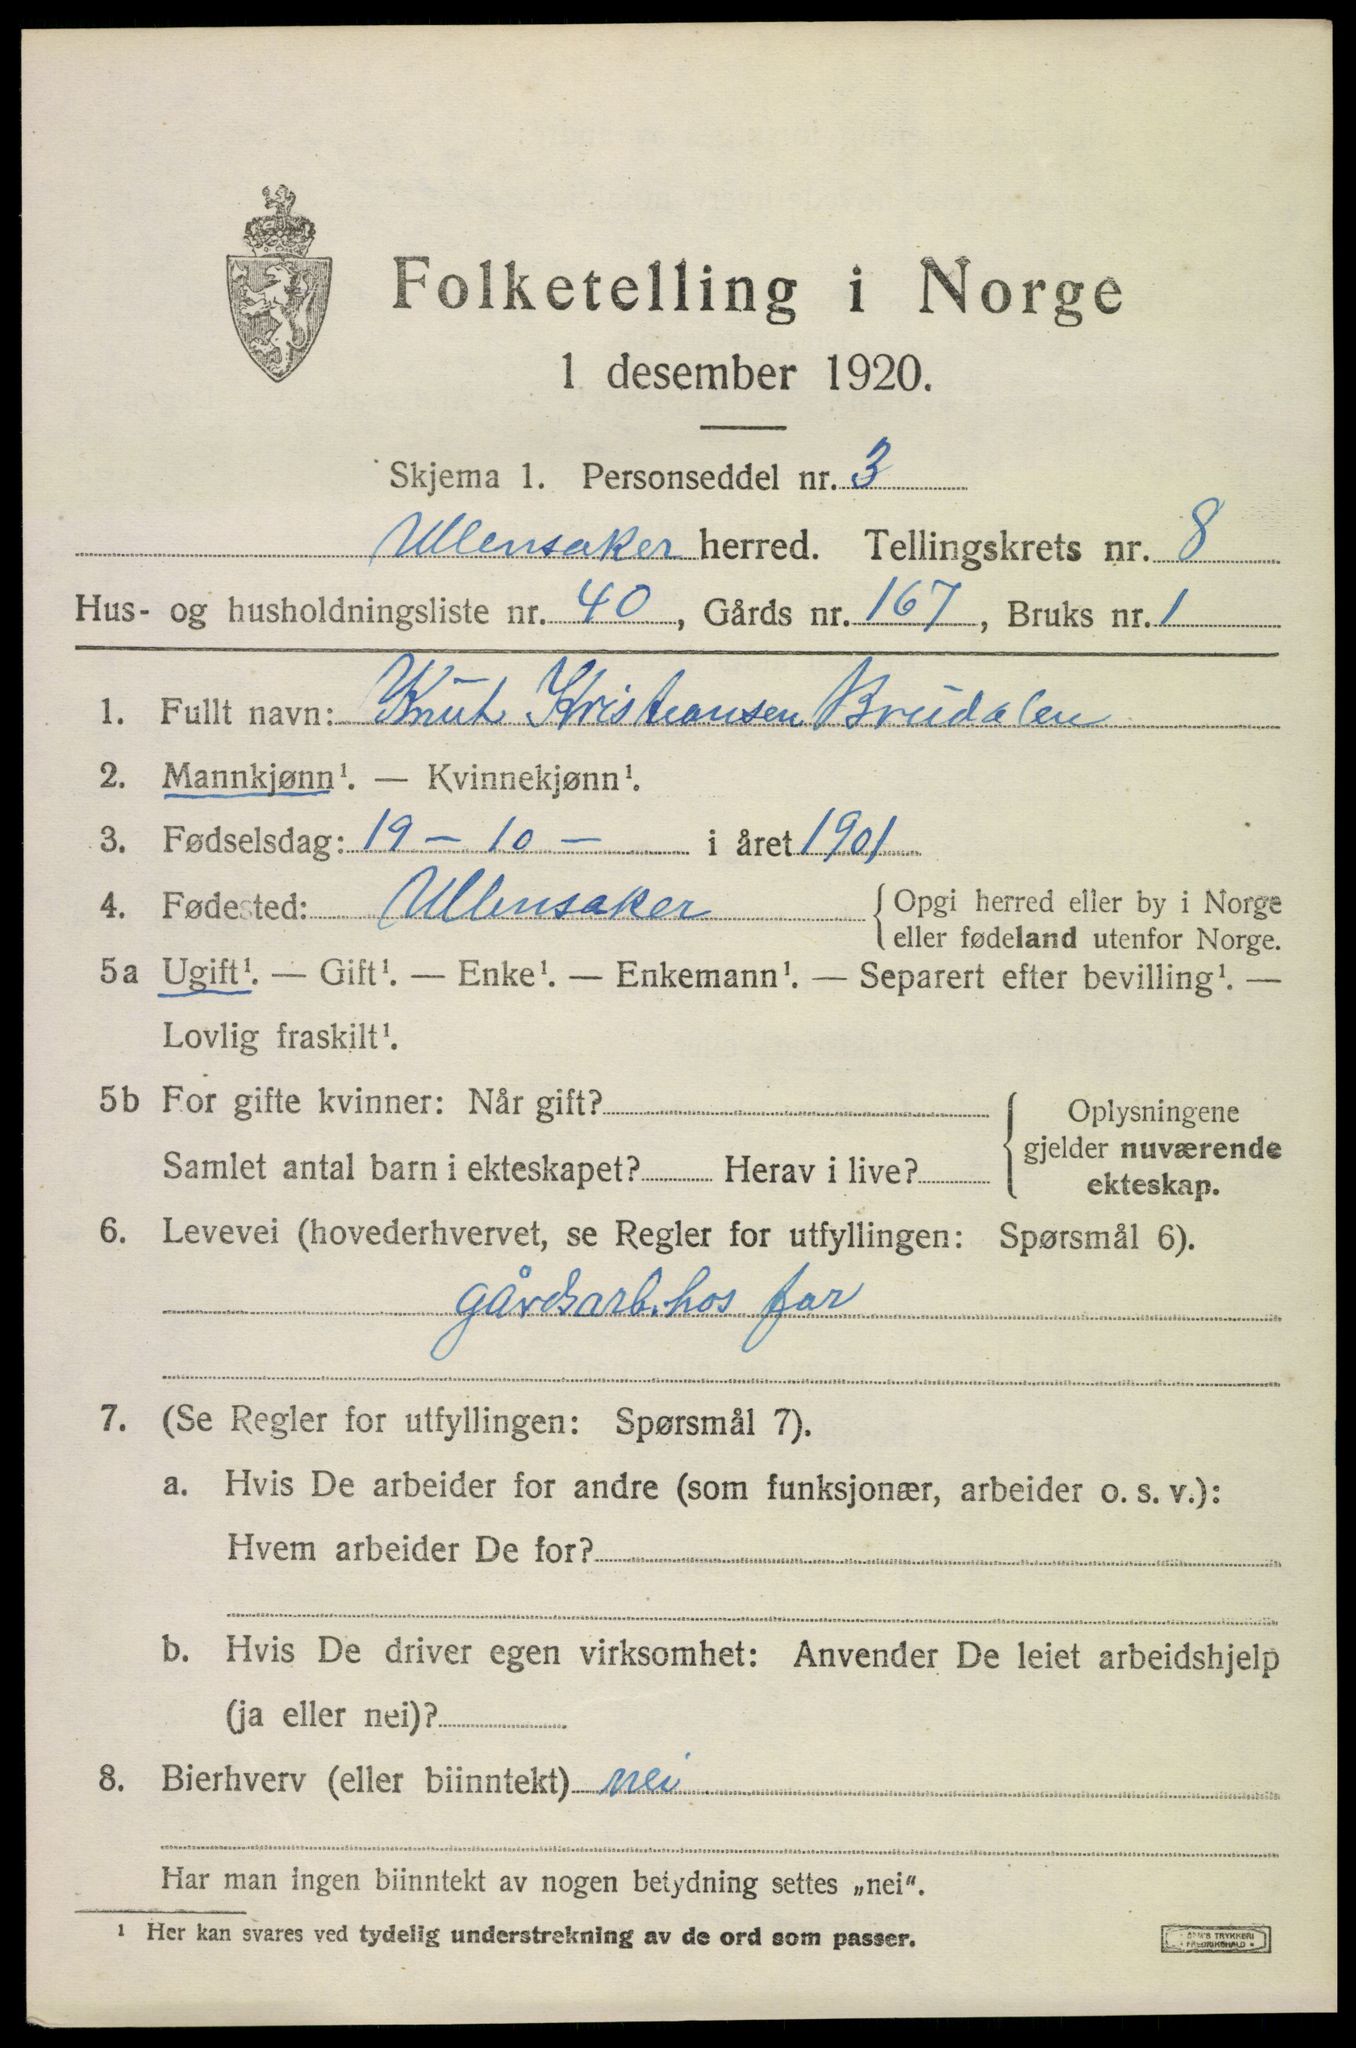 Folketelling i Norge
1 desember 1920.
Skjema 1. Personseddel nr. 3
Ullensaker herred. Tellingskrets nr. 8
Hus- og husholdningsliste nr. 40, Gårds nr. 167, Bruks nr. 1
1. Fullt navn: Knut Kristiansen Brudalen
2. Mannkjønn¹. — Kvinnekjønn¹.
3. Fødselsdag: 19 - 10 - i året 1901
4. Fødested: Ullensaker { Opgi herred eller by i Norge
eller fødeland utenfor Norge.
5a Ugift¹. — Gift¹. — Enke¹. — Enkemann¹. — Separert efter bevilling¹. —
Lovlig fraskilt¹.
5b For gifte kvinner: Når gift? { Oplysningene
gjelder nuværende
Samlet antal barn i ekteskapet? Herav i live?
ekteskap.
6. Levevei (hovederhvervet, se Regler for utfyllingen: Spørsmål 6).
gårdsarb. hos far
7. (Se Regler for utfyllingen: Spørsmål 7).
a. Hvis De arbeider for andre (som funksjonær, arbeider o. s. v.):
Hvem arbeider De for?
b. Hvis De driver egen virksomhet: Anvender De leiet arbeidshjelp
(ja eller nei)?
8. Bierhverv (eller biinntekt) nei
Har man ingen biinntekt av nogen betydning settes „nei“.
¹ Her kan svares ved tydelig understrekning av de ord som passer.
TRYKKERI
FREDRIKSHALD